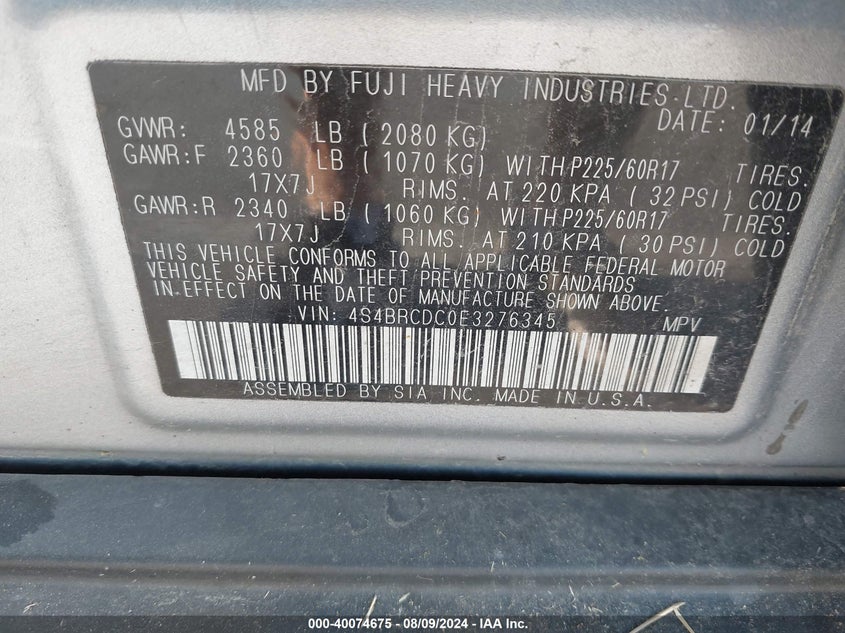 MFD BY FUJI HEAVY INDUSTRIES LTD.
DATE: 01/14
GVWR: 4585 LB ( 2080 KG)
GAWR:F 2360 LB ( 1070 KG) WITH P225/60R17 TIRES.
17X7J RIMS. AT 220 KPA ( 32 PSI) COLD
GAWR:R 2340 LB ( 1060 KG) WITH P225/60R17 TIRES.
17X7J RIMS. AT 210 KPA ( 30 PSI) COLD
THIS VEHICLE CONFORMS TO ALL APPLICABLE FEDERAL MOTOR
VEHICLE SAFETY AND THEFT PREVENTION STANDARDS
IN EFFECT ON THE DATE OF MANUFACTURE SHOWN ABOVE.
VIN: 4S4BRCDC0E3276345 MPV
ASSEMBLED BY SIA INC. MADE IN U.S.A.
000-40074675 - 08/09/2024 - IAA Inc.